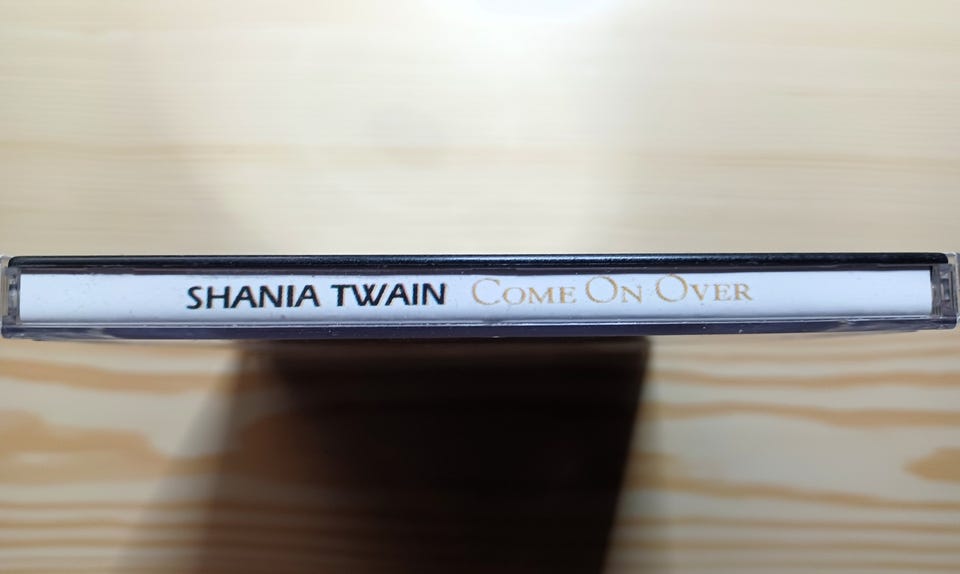 SHANIA TWAIN COME ON OVER